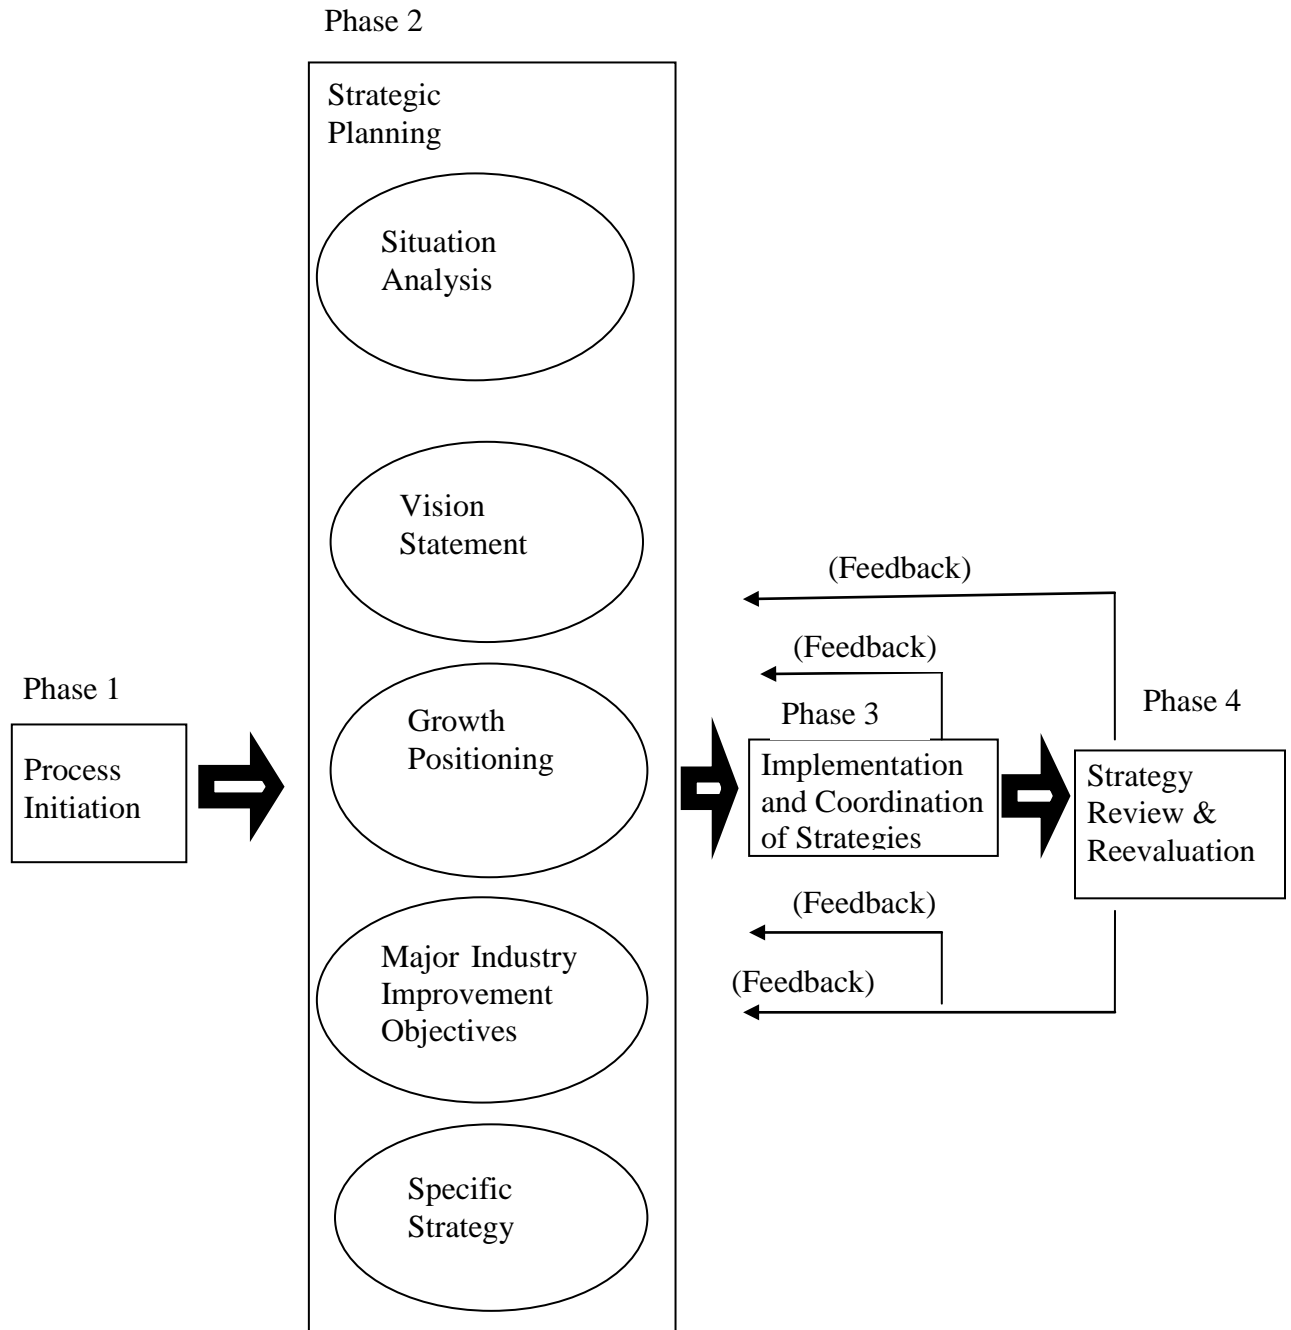 Phase 2
Strategic
Planning
Situation
Analysis
Vision
Statement
Growth
Positioning
Major Industry
Improvement
Objectives
Specific
Strategy
Phase 1
Process
Initiation
(Feedback)
(Feedback)
Phase 3
Implementation
and Coordination
of Strategies
(Feedback)
(Feedback)
Phase 4
Strategy
Review &
Reevaluation